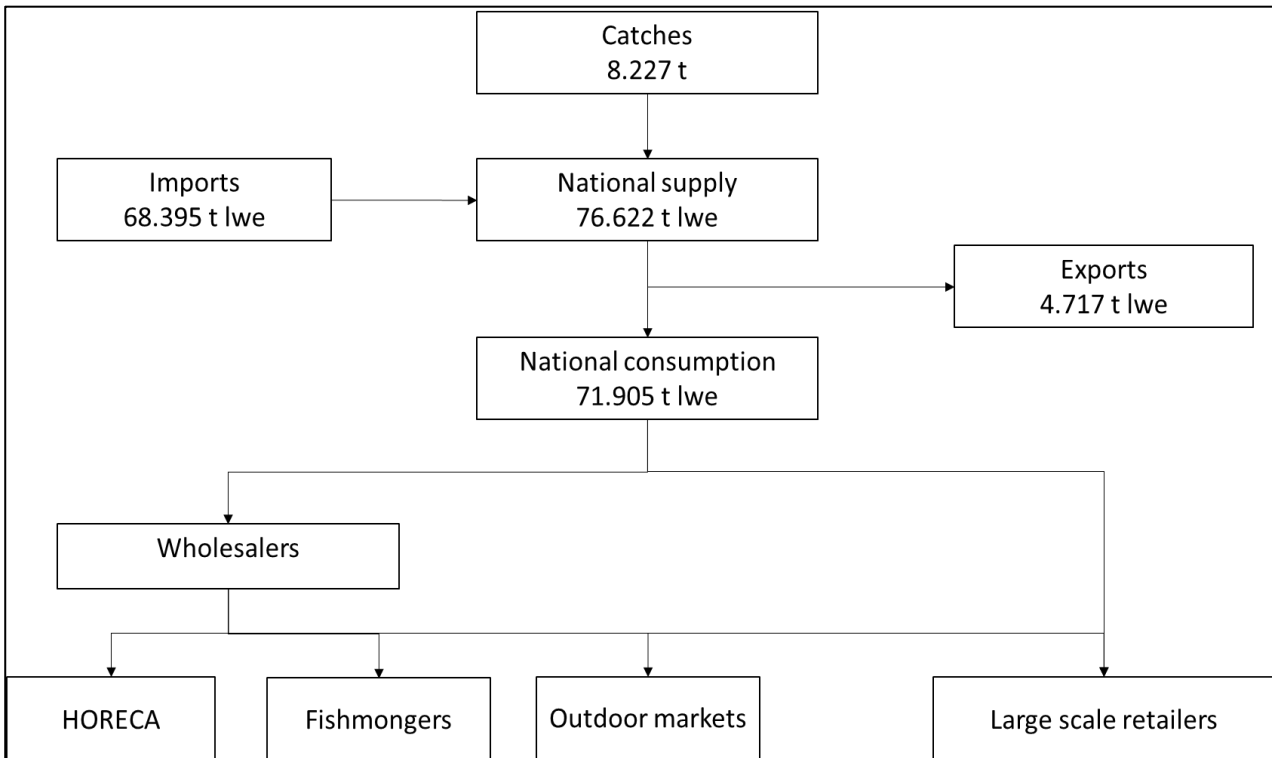 Catches
8.227 t
Imports
68.395 t lwe
National supply
76.622 t lwe
Exports
4.717 t lwe
National consumption
71.905 t lwe
Wholesalers
HORECA
Fishmongers
Outdoor markets
Large scale retailers